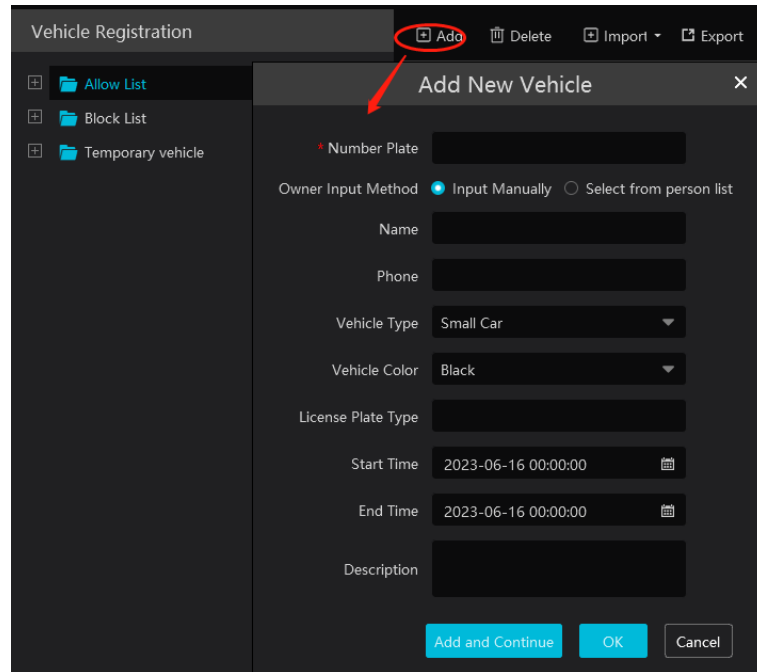 Vehicle Registration
Add Delete Import Export
Allow List
Block List
Temporary vehicle
Add New Vehicle
* Number Plate
Owner Input Method Input Manually Select from person list
Name
Phone
Vehicle Type Small Car
Vehicle Color Black
License Plate Type
Start Time 2023-06-16 00:00:00
End Time 2023-06-16 00:00:00
Description
Add and Continue OK Cancel